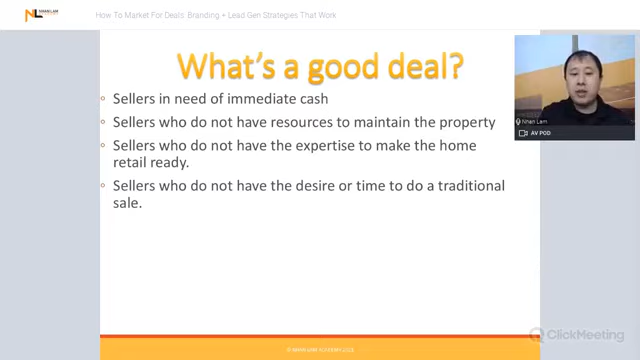 NL
NHAN LAM
How To Market For Deals: Branding + Lead Gen Strategies That Work
What's a good deal?
Sellers in need of immediate cash
Sellers who do not have resources to maintain the property
Sellers who do not have the expertise to make the home
retail ready.
Sellers who do not have the desire or time to do a traditional
sale.
Nhan Lam
AV POD
ClickMeeting